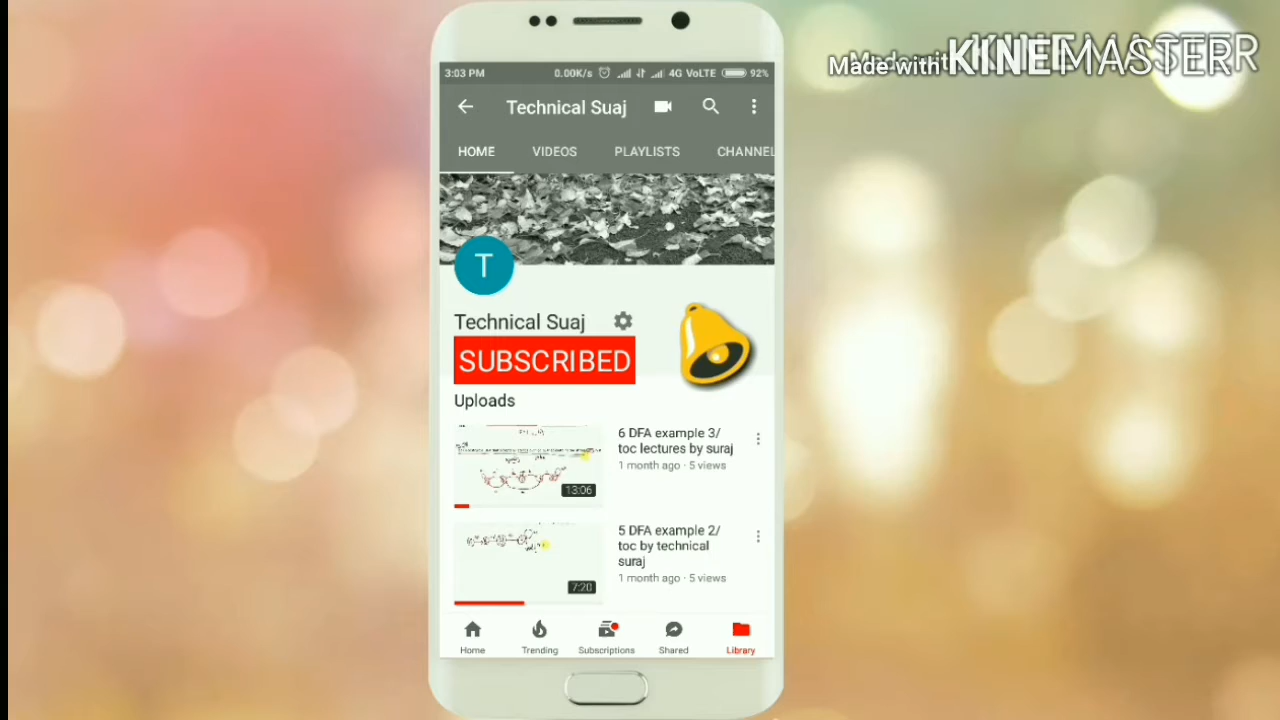 Made with KINEMASTER
3:03 PM 0.00K/s 4G VoLTE 92%
Technical Suaj
HOME VIDEOS PLAYLISTS CHANNEL
T
Technical Suaj
SUBSCRIBED
Uploads
6 DFA example 3/
toc lectures by suraj
1 month ago · 5 views
13:06
5 DFA example 2/
toc by technical
suraj
1 month ago · 5 views
7:20
Home Trending Subscriptions Shared Library